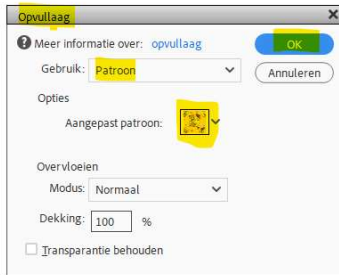 Opvullaag
Meer informatie over: opvullaag
OK
Gebruik: Patroon
Annuleren
Opties
Aangepast patroon:
Overvloeien
Modus: Normaal
Dekking: 100 %
Transparantie behouden